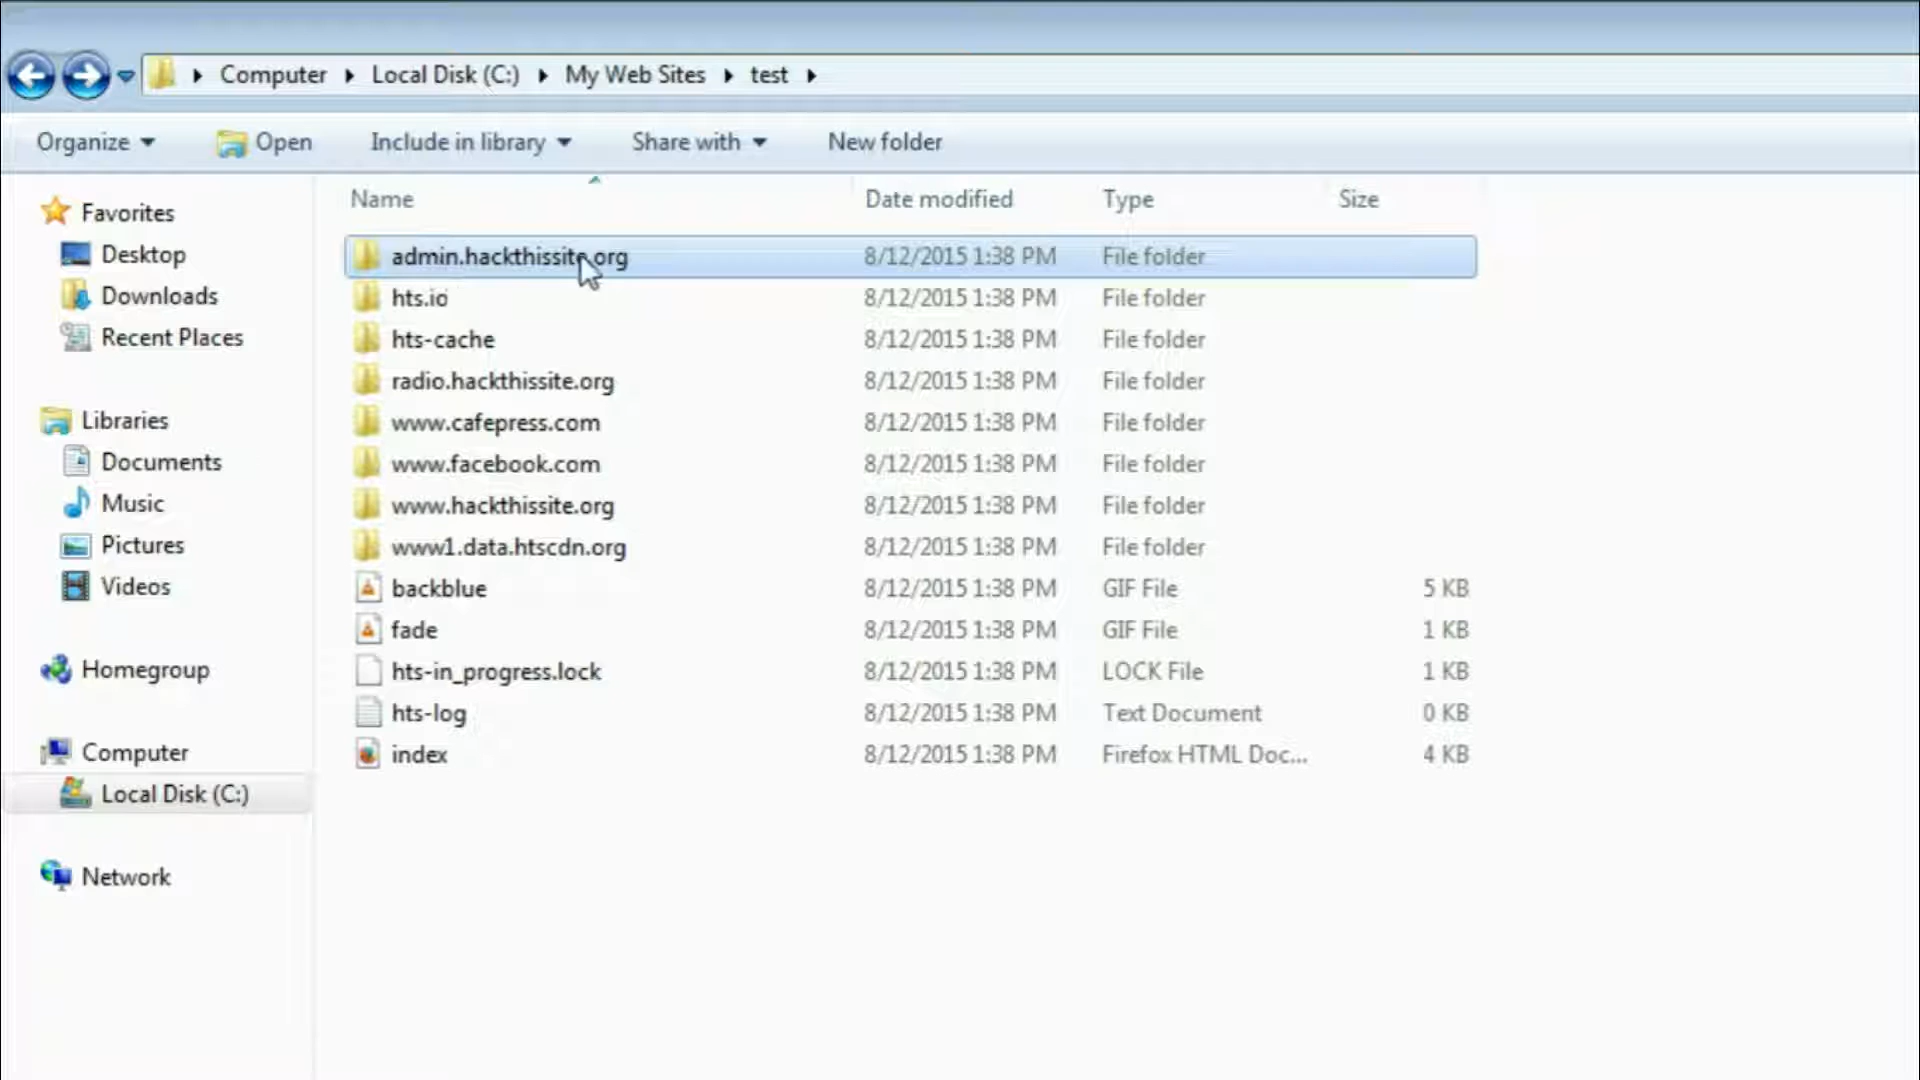 Computer Local Disk (C:) My Web Sites test
Organize Open Include in library Share with New folder
Name Date modified Type Size
Favorites
Desktop
Downloads
Recent Places
Libraries
Documents
Music
Pictures
Videos
Homegroup
Computer
Local Disk (C:)
Network
admin.hackthissite.org 8/12/2015 1:38 PM File folder
hts.io 8/12/2015 1:38 PM File folder
hts-cache 8/12/2015 1:38 PM File folder
radio.hackthissite.org 8/12/2015 1:38 PM File folder
www.cafepress.com 8/12/2015 1:38 PM File folder
www.facebook.com 8/12/2015 1:38 PM File folder
www.hackthissite.org 8/12/2015 1:38 PM File folder
www1.data.htscdn.org 8/12/2015 1:38 PM File folder
backblue 8/12/2015 1:38 PM GIF File 5 KB
fade 8/12/2015 1:38 PM GIF File 1 KB
hts-in_progress.lock 8/12/2015 1:38 PM LOCK File 1 KB
hts-log 8/12/2015 1:38 PM Text Document 0 KB
index 8/12/2015 1:38 PM Firefox HTML Doc... 4 KB